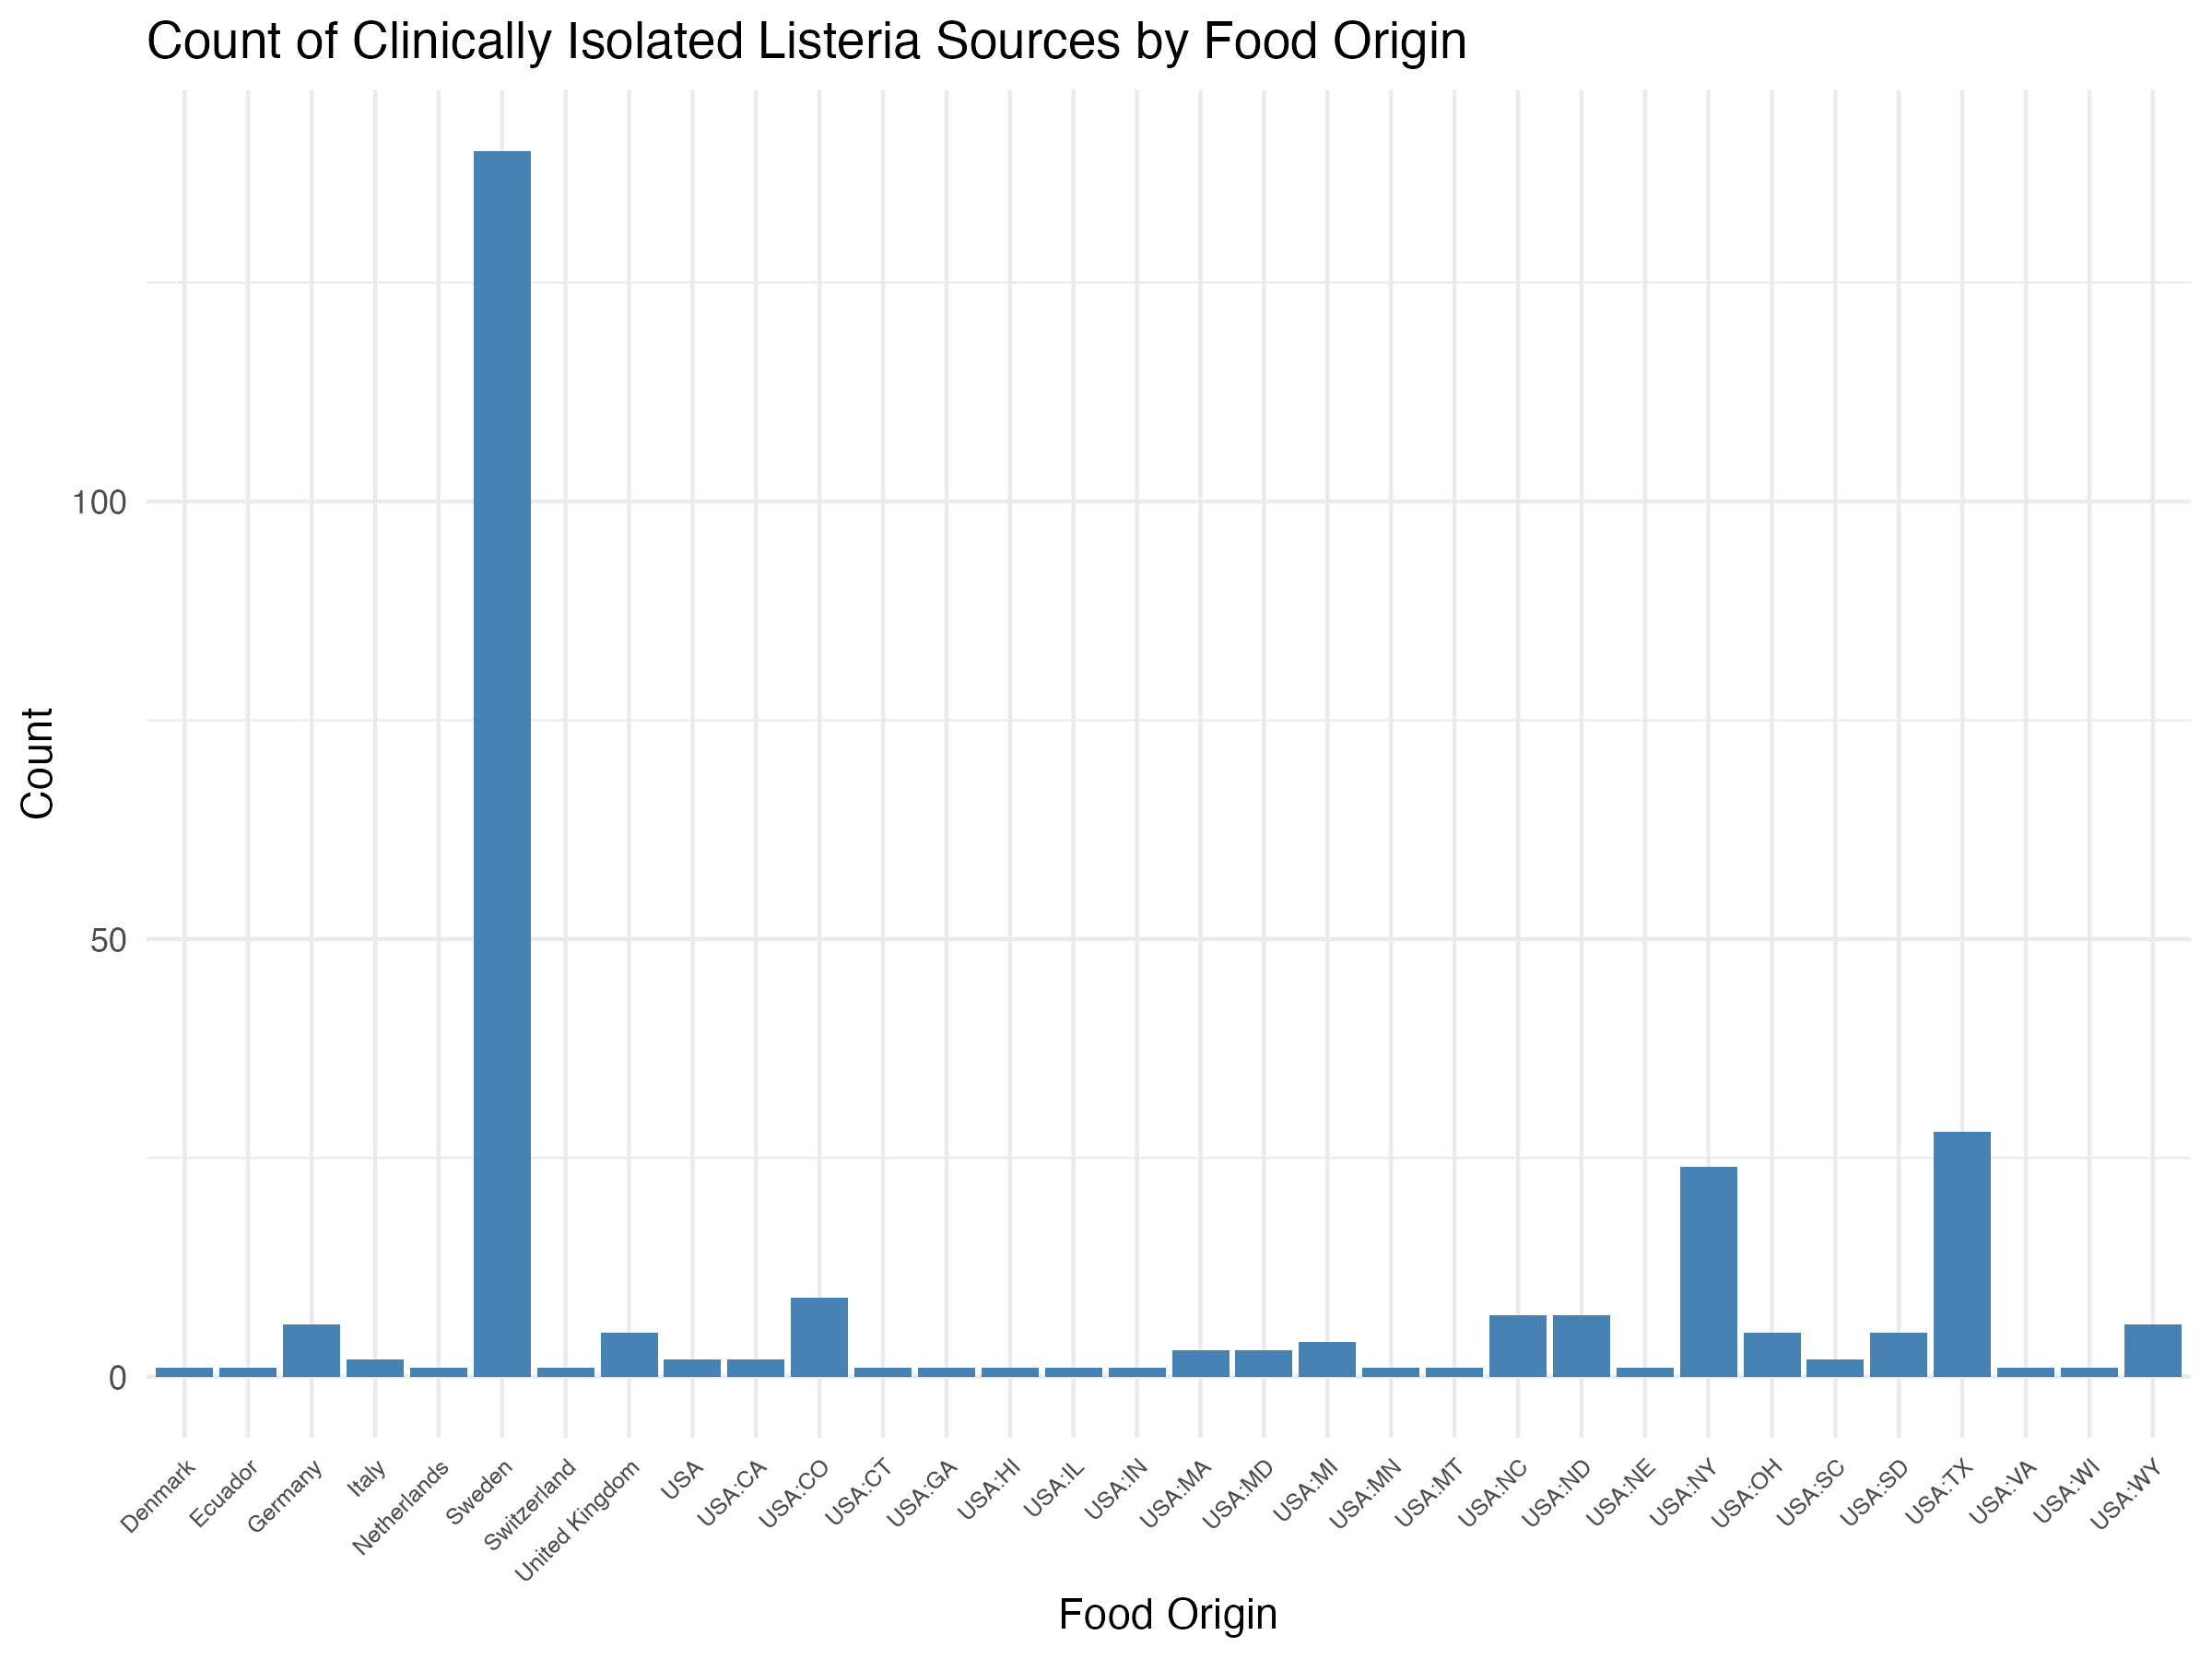 Count of Clinically Isolated Listeria Sources by Food Origin
Count
100
50
0
Denmark
Ecuador
Germany
Italy
Netherlands
Sweden
Switzerland
United Kingdom
USA
USA:CA
USA:CO
USA:CT
USA:GA
USA:HI
USA:IL
USA:IN
USA:MA
USA:MD
USA:MI
USA:MN
USA:MT
USA:NC
USA:ND
USA:NE
USA:NY
USA:OH
USA:SC
USA:SD
USA:TX
USA:VA
USA:WI
USA:WY
Food Origin